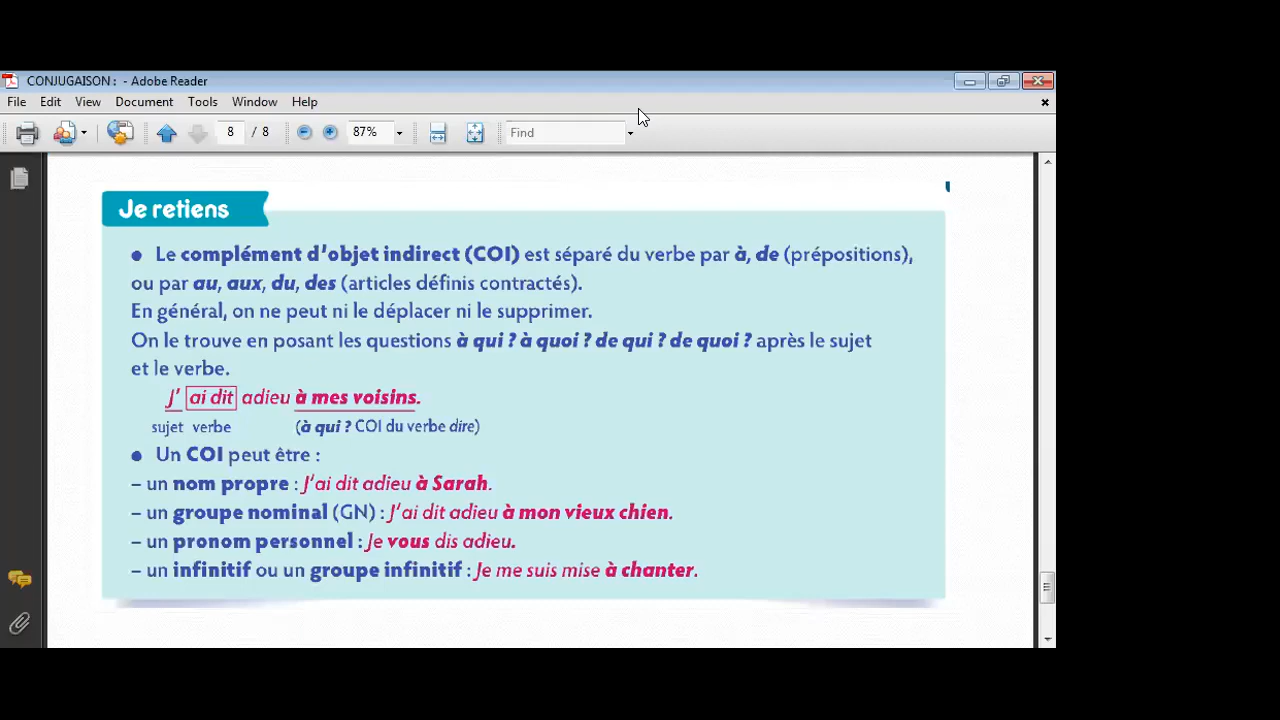 CONJUGAISON : - Adobe Reader
File Edit View Document Tools Window Help
8 / 8 87% Find
Je retiens
• Le complément d'objet indirect (COI) est séparé du verbe par à, de (prépositions),
ou par au, aux, du, des (articles définis contractés).
En général, on ne peut ni le déplacer ni le supprimer.
On le trouve en posant les questions à qui ? à quoi ? de qui ? de quoi ? après le sujet
et le verbe.
J' ai dit adieu à mes voisins.
sujet verbe (à qui ? COI du verbe dire)
• Un COI peut être :
– un nom propre : J'ai dit adieu à Sarah.
– un groupe nominal (GN) : J'ai dit adieu à mon vieux chien.
– un pronom personnel : Je vous dis adieu.
– un infinitif ou un groupe infinitif : Je me suis mise à chanter.